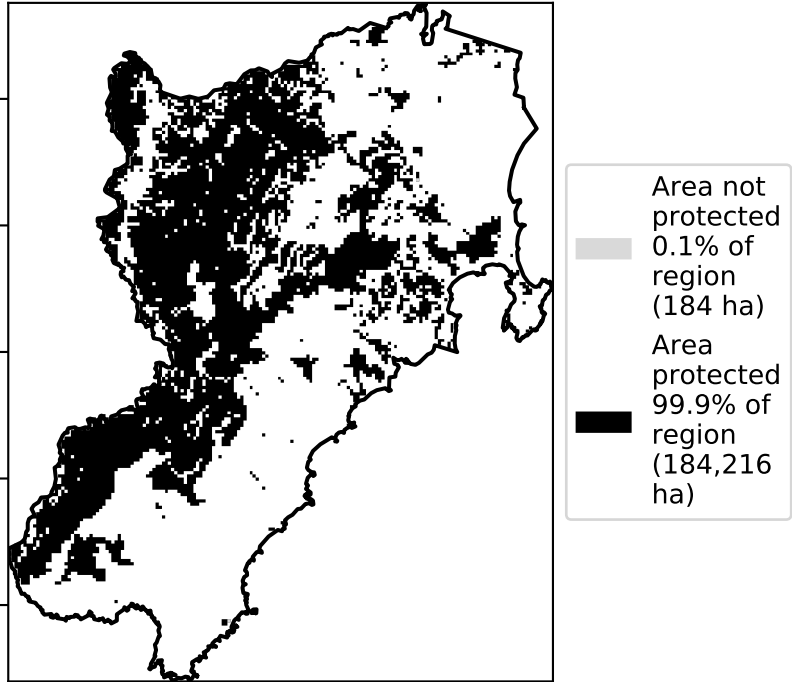 Area not
protected
0.1% of
region
(184 ha)
Area
protected
99.9% of
region
(184,216
ha)